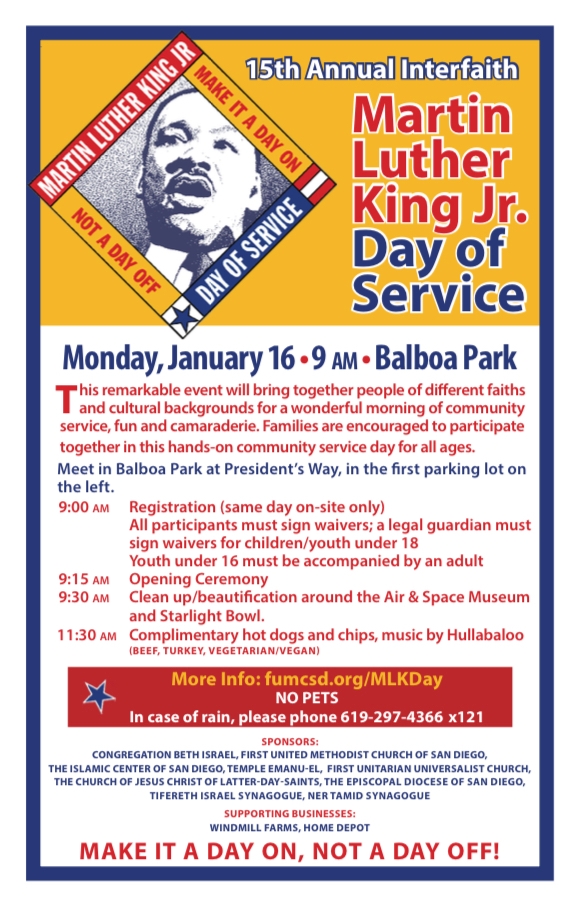 MARTIN LUTHER KING JR
MAKE IT A DAY ON
NOT A DAY OFF
DAY OF SERVICE
15th Annual Interfaith
Martin
Luther
King Jr.
Day of
Service
Monday, January 16 • 9 AM • Balboa Park
This remarkable event will bring together people of different faiths
and cultural backgrounds for a wonderful morning of community
service, fun and camaraderie. Families are encouraged to participate
together in this hands-on community service day for all ages.
Meet in Balboa Park at President's Way, in the first parking lot on
the left.
9:00 AM Registration (same day on-site only)
All participants must sign waivers; a legal guardian must
sign waivers for children/youth under 18
Youth under 16 must be accompanied by an adult
9:15 AM Opening Ceremony
9:30 AM Clean up/beautification around the Air & Space Museum
and Starlight Bowl.
11:30 AM Complimentary hot dogs and chips, music by Hullabaloo
(BEEF, TURKEY, VEGETARIAN/VEGAN)
More Info: fumcsd.org/MLKDay
NO PETS
In case of rain, please phone 619-297-4366 x121
SPONSORS:
CONGREGATION BETH ISRAEL, FIRST UNITED METHODIST CHURCH OF SAN DIEGO,
THE ISLAMIC CENTER OF SAN DIEGO, TEMPLE EMANU-EL, FIRST UNITARIAN UNIVERSALIST CHURCH,
THE CHURCH OF JESUS CHRIST OF LATTER-DAY-SAINTS, THE EPISCOPAL DIOCESE OF SAN DIEGO,
TIFERETH ISRAEL SYNAGOGUE, NER TAMID SYNAGOGUE
SUPPORTING BUSINESSES:
WINDMILL FARMS, HOME DEPOT
MAKE IT A DAY ON, NOT A DAY OFF!